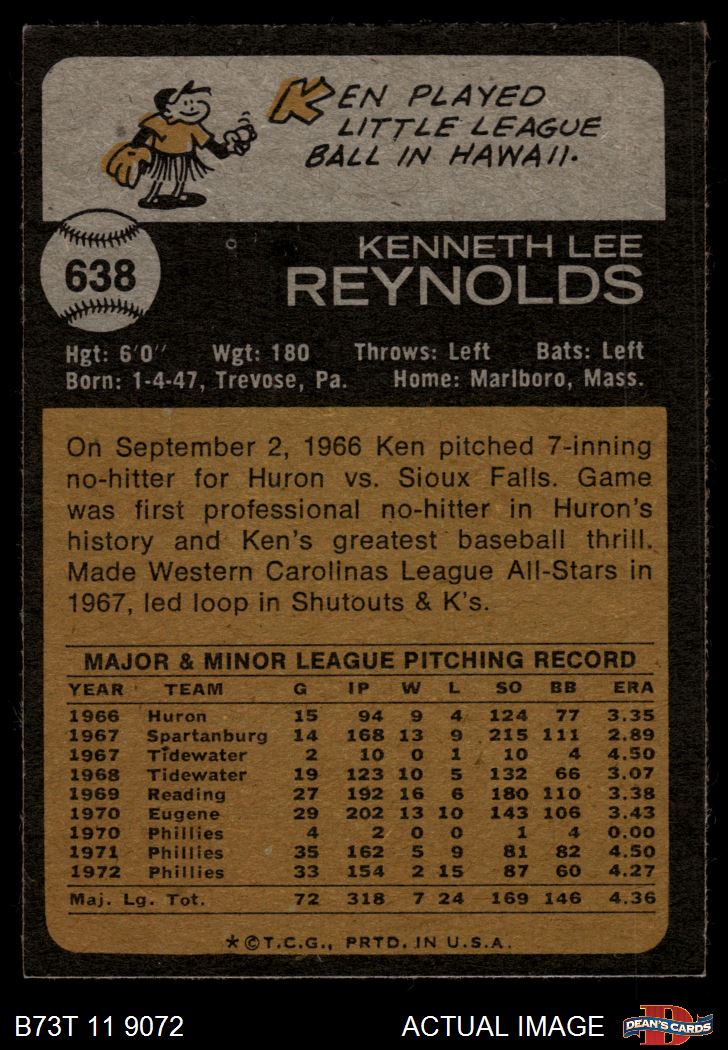 KEN PLAYED
LITTLE LEAGUE
BALL IN HAWAII.
638
KENNETH LEE
REYNOLDS
Hgt: 6'0" Wgt: 180 Throws: Left Bats: Left
Born: 1-4-47, Trevose, Pa. Home: Marlboro, Mass.
On September 2, 1966 Ken pitched 7-inning
no-hitter for Huron vs. Sioux Falls. Game
was first professional no-hitter in Huron's
history and Ken's greatest baseball thrill.
Made Western Carolinas League All-Stars in
1967, led loop in Shutouts & K's.
MAJOR & MINOR LEAGUE PITCHING RECORD
YEAR TEAM G IP W L SO BB ERA
1966 Huron 15 94 9 4 124 77 3.35
1967 Spartanburg 14 168 13 9 215 111 2.89
1967 Tidewater 2 10 0 1 10 4 4.50
1968 Tidewater 19 123 10 5 132 66 3.07
1969 Reading 27 192 16 6 180 110 3.38
1970 Eugene 29 202 13 10 143 106 3.43
1970 Phillies 4 2 0 0 1 4 0.00
1971 Phillies 35 162 5 9 81 82 4.50
1972 Phillies 33 154 2 15 87 60 4.27
Maj. Lg. Tot. 72 318 7 24 169 146 4.36
*©T.C.G., PRTD. IN U.S.A.
B73T 11 9072 ACTUAL IMAGE
D
DEAN'S CARDS